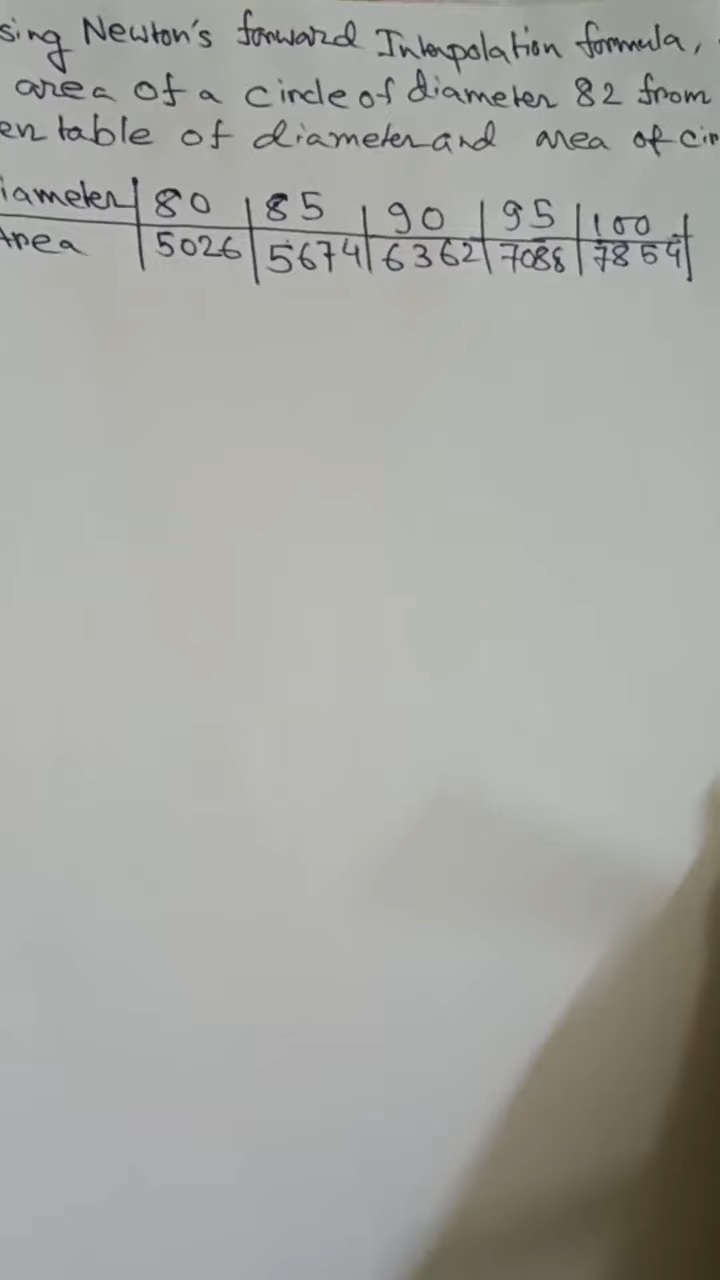 sing Newton's forward Interpolation formula,
area of a circle of diameter 82 from
en table of diameter and area of cir
iameter 80 85 90 95 100
Area 5026 5674 6362 7088 7854